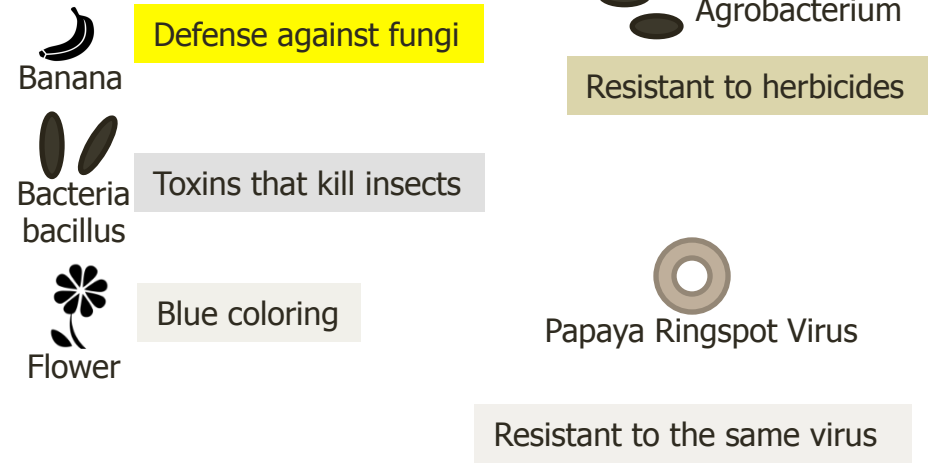 Defense against fungi
Banana
Agrobacterium
Resistant to herbicides
Toxins that kill insects
Bacteria
bacillus
Blue coloring
Flower
Papaya Ringspot Virus
Resistant to the same virus